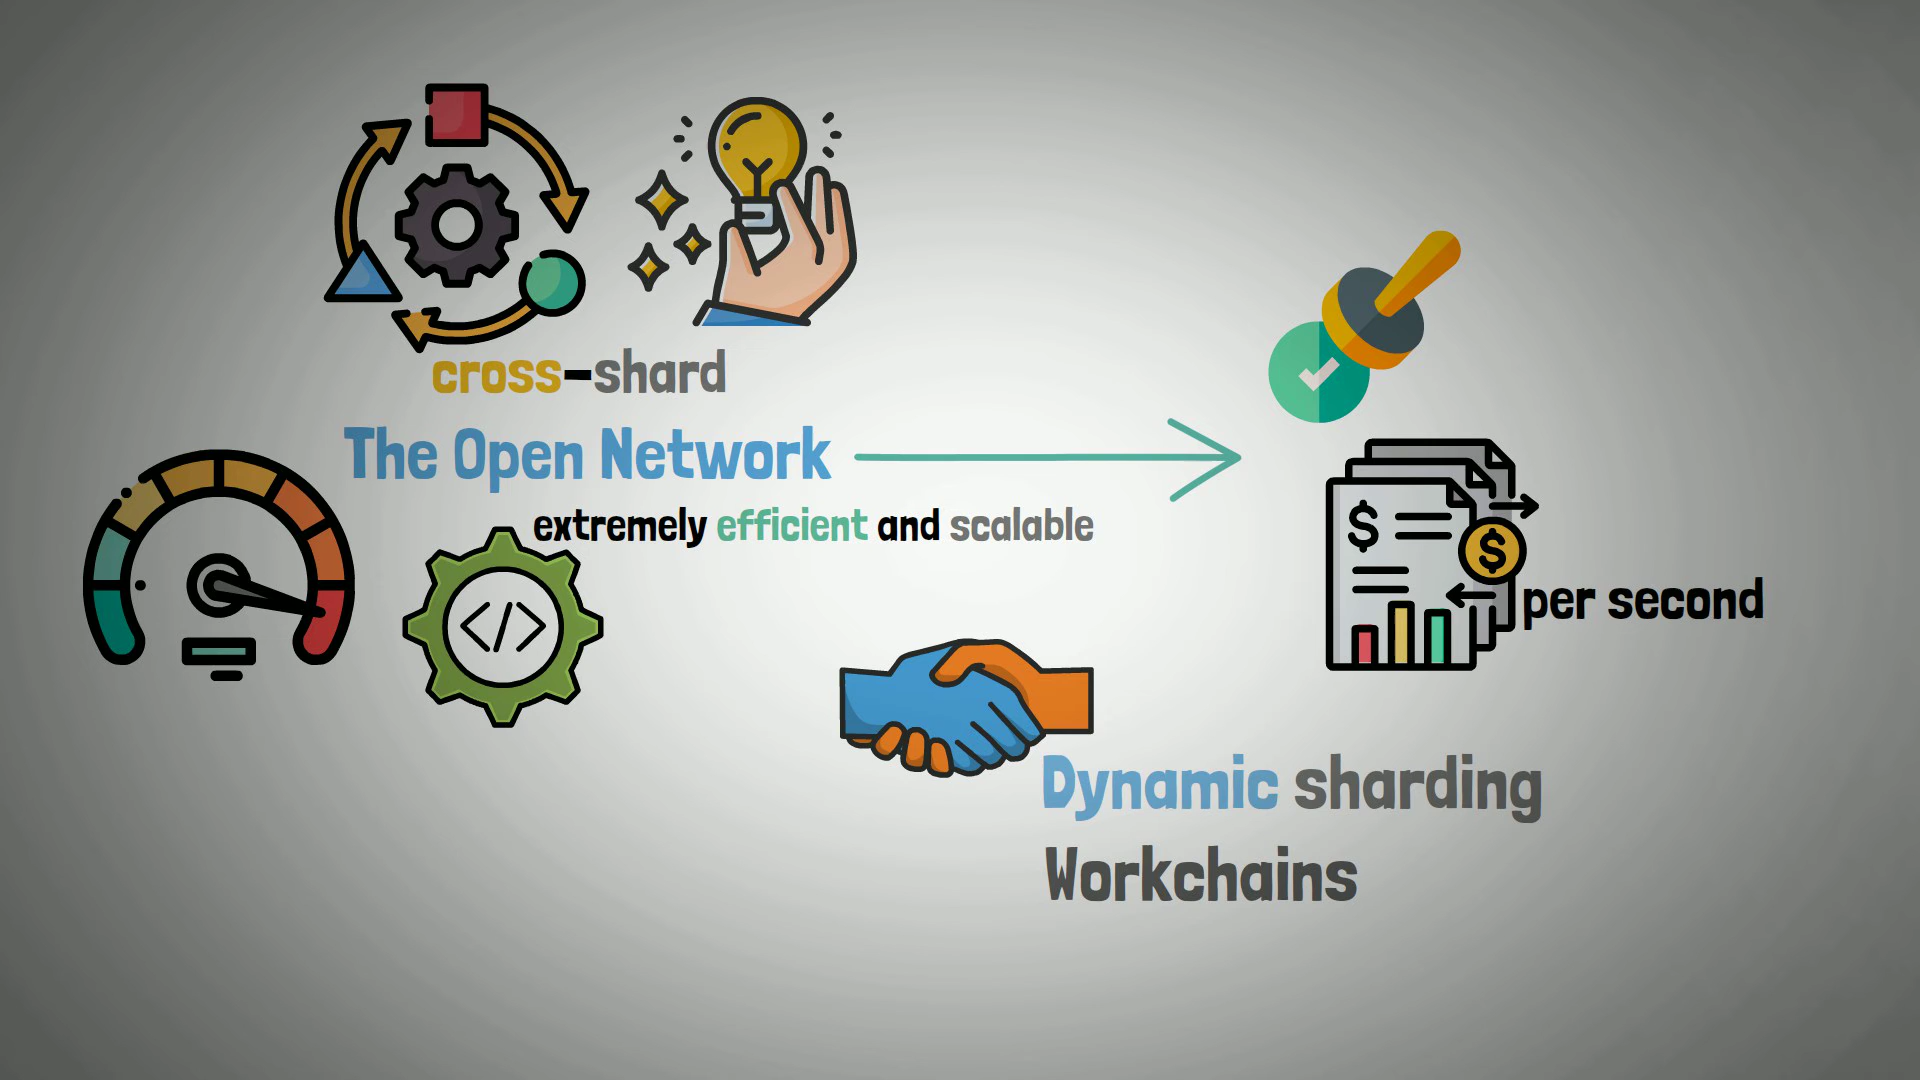 cross-shard
The Open Network
extremely efficient and scalable
per second
Dynamic sharding
Workchains